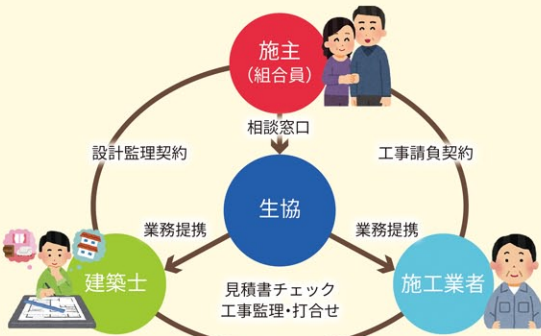 施主
(組合員)
相談窓口
設計監理契約
工事請負契約
生協
業務提携
業務提携
建築士
施工業者
見積書チェック
工事監理・打合せ